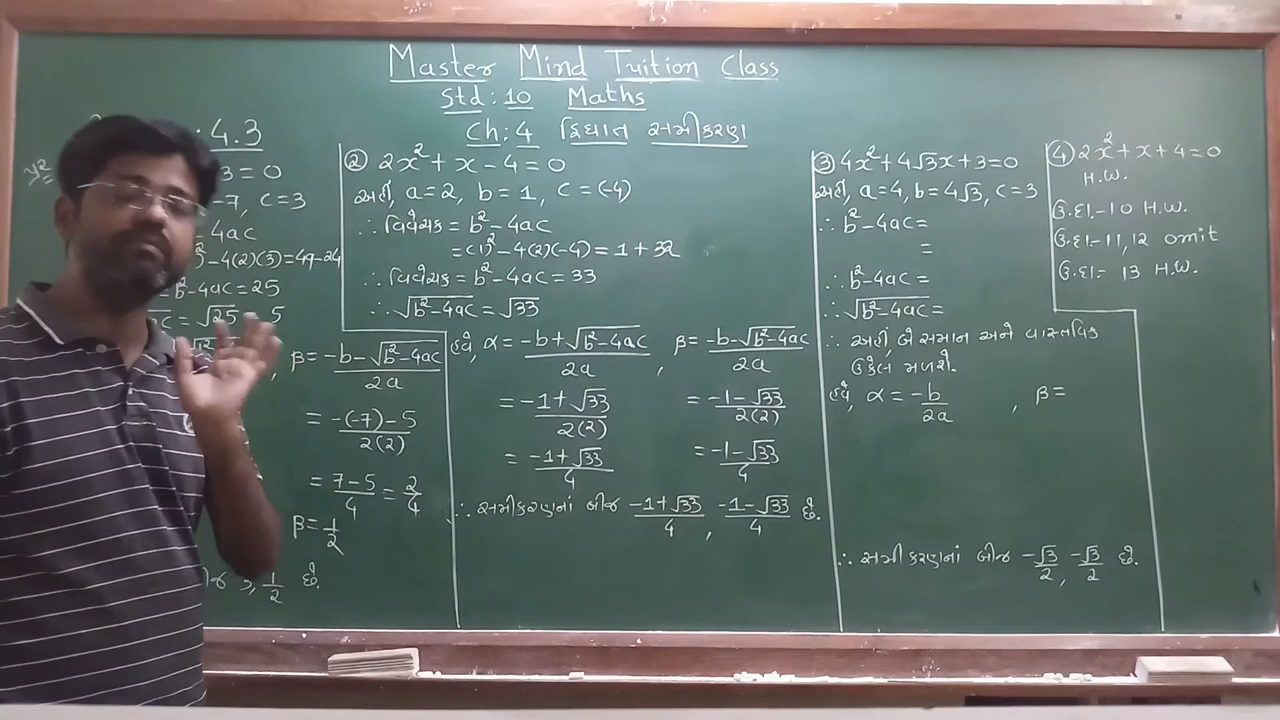 Master Mind Tuition Class
Std: 10 Maths
Ch: 4 દ્વિઘાત સમીકરણ
: 4.3
3 = 0
-7, C = 3
-4ac
) -4(2)(3) = 49-24
= b²-4ac = 25
= √25 = 5
β = -b-√b²-4ac / 2a
= -(-7)-5 / 2(2)
= 7-5 / 4 = 2/4
β = 1/2
બીજ 3, 1/2 છે.
② 2x² + x - 4 = 0
અહીં, a = 2, b = 1, c = (-4)
∴ વિવેચક = b²-4ac
= (1)² - 4(2)(-4) = 1 + 32
∴ વિવેચક = b²-4ac = 33
∴ √b²-4ac = √33
હવે, α = -b+√b²-4ac / 2a , β = -b-√b²-4ac / 2a
= -1+√33 / 2(2) = -1-√33 / 2(2)
= -1+√33 / 4 = -1-√33 / 4
∴ સમીકરણનાં બીજ -1+√33 / 4 , -1-√33 / 4 છે.
③ 4x² + 4√3x + 3 = 0
અહીં, a = 4, b = 4√3, c = 3
∴ b²-4ac =
=
∴ b²-4ac =
∴ √b²-4ac =
∴ અહીં, બે સમાન અને વાસ્તવિક
ઉકેલ મળશે.
હવે, α = -b / 2a , β =
∴ સમીકરણનાં બીજ -√3/2 , -√3/2 છે.
④ 2x² + x + 4 = 0
H.W.
ઉ.દા.-10 H.W.
ઉ.દા-11,12 omit
ઉ.દા- 13 H.W.